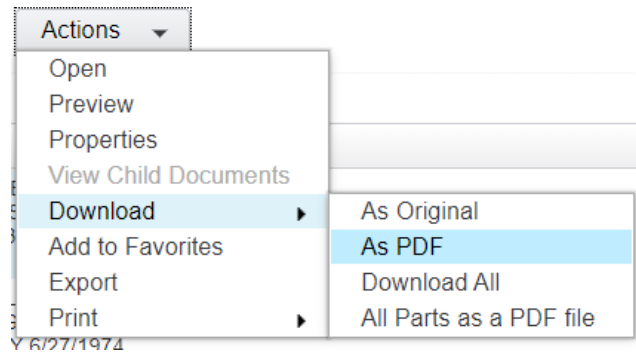 Actions
Open
Preview
Properties
View Child Documents
Download
As Original
Add to Favorites
As PDF
Export
Download All
Print
All Parts as a PDF file
Y 6/27/1974